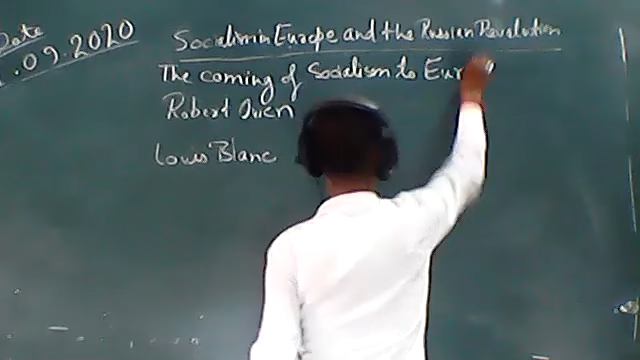 Date
.09.2020
Socialism in Europe and the Russian Revolution
The coming of Socialism to Eur
Robert Owen
Louis Blanc